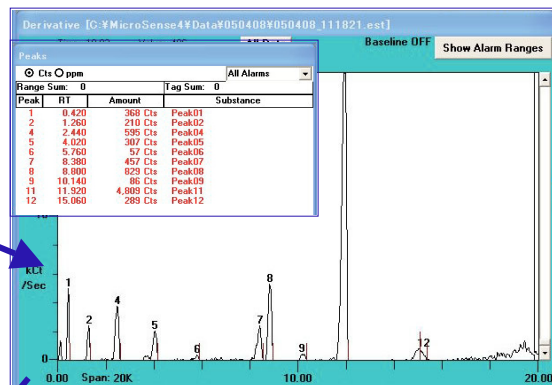 Derivative [G:¥MicroSense4¥Data¥050408¥050408_111821.est]
Baseline OFF
Show Alarm Ranges
Peaks
Cts ppm
All Alarms
Range Sum: 0 Tag Sum: 0
Peak RT Amount Substance
1 0.420 368 Cts Peak01
2 1.260 210 Cts Peak02
4 2.440 595 Cts Peak04
5 4.020 307 Cts Peak05
6 5.760 57 Cts Peak06
7 8.380 457 Cts Peak07
8 8.800 829 Cts Peak08
9 10.140 86 Cts Peak09
11 11.920 4,809 Cts Peak11
12 15.060 289 Cts Peak12
kCt
/Sec
1
2
4
5
6
7
8
9
12
0
0.00 Span: 20K 10.00 20.00